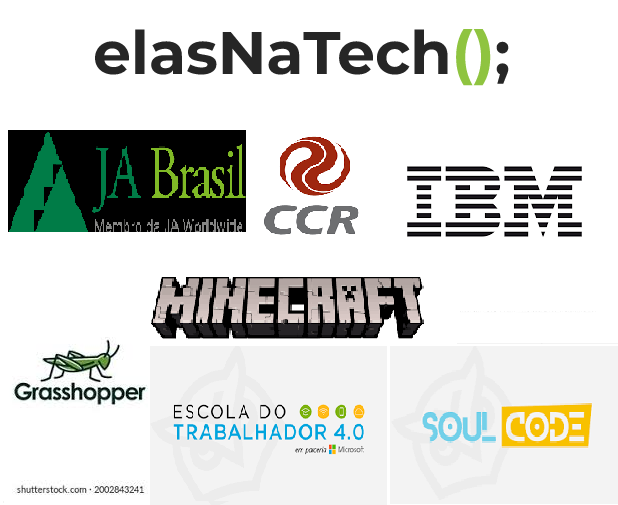 elasNaTech();
JA Brasil
Membro da JA Worldwide
CCR
IBM
MINECRAFT
Grasshopper
shutterstock.com · 2002843241
ESCOLA DO
TRABALHADOR 4.0
em parceria Microsoft
SOUL CODE